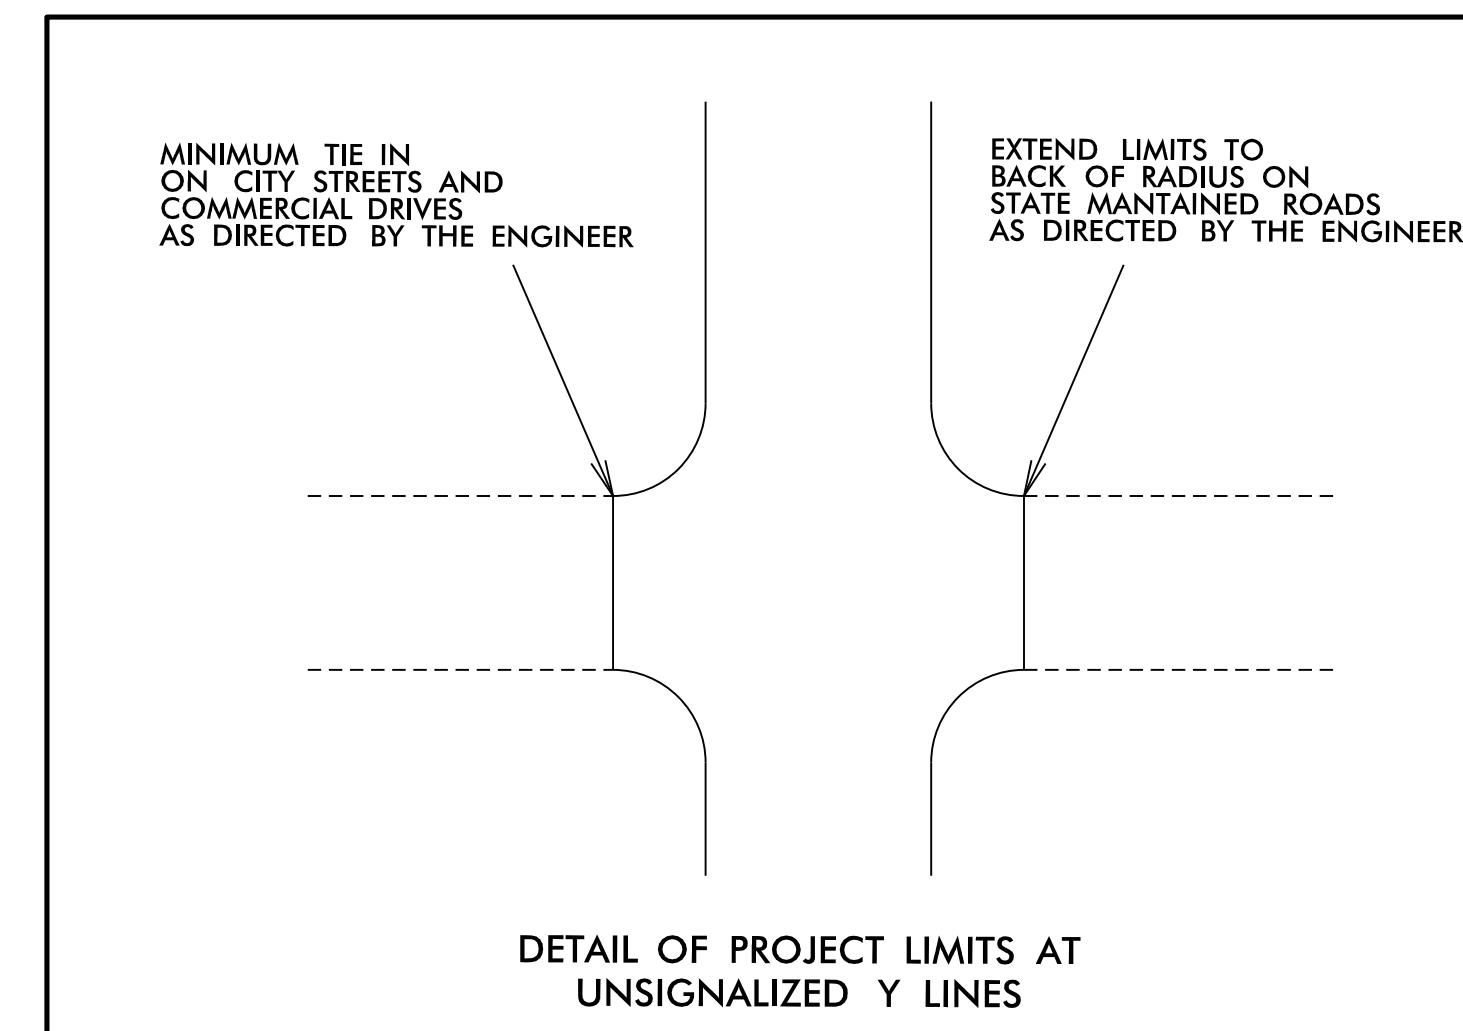 MINIMUM TIE IN
ON CITY STREETS AND
COMMERCIAL DRIVES
AS DIRECTED BY THE ENGINEER
EXTEND LIMITS TO
BACK OF RADIUS ON
STATE MANTAINED ROADS
AS DIRECTED BY THE ENGINEER
DETAIL OF PROJECT LIMITS AT
UNSIGNALIZED Y LINES